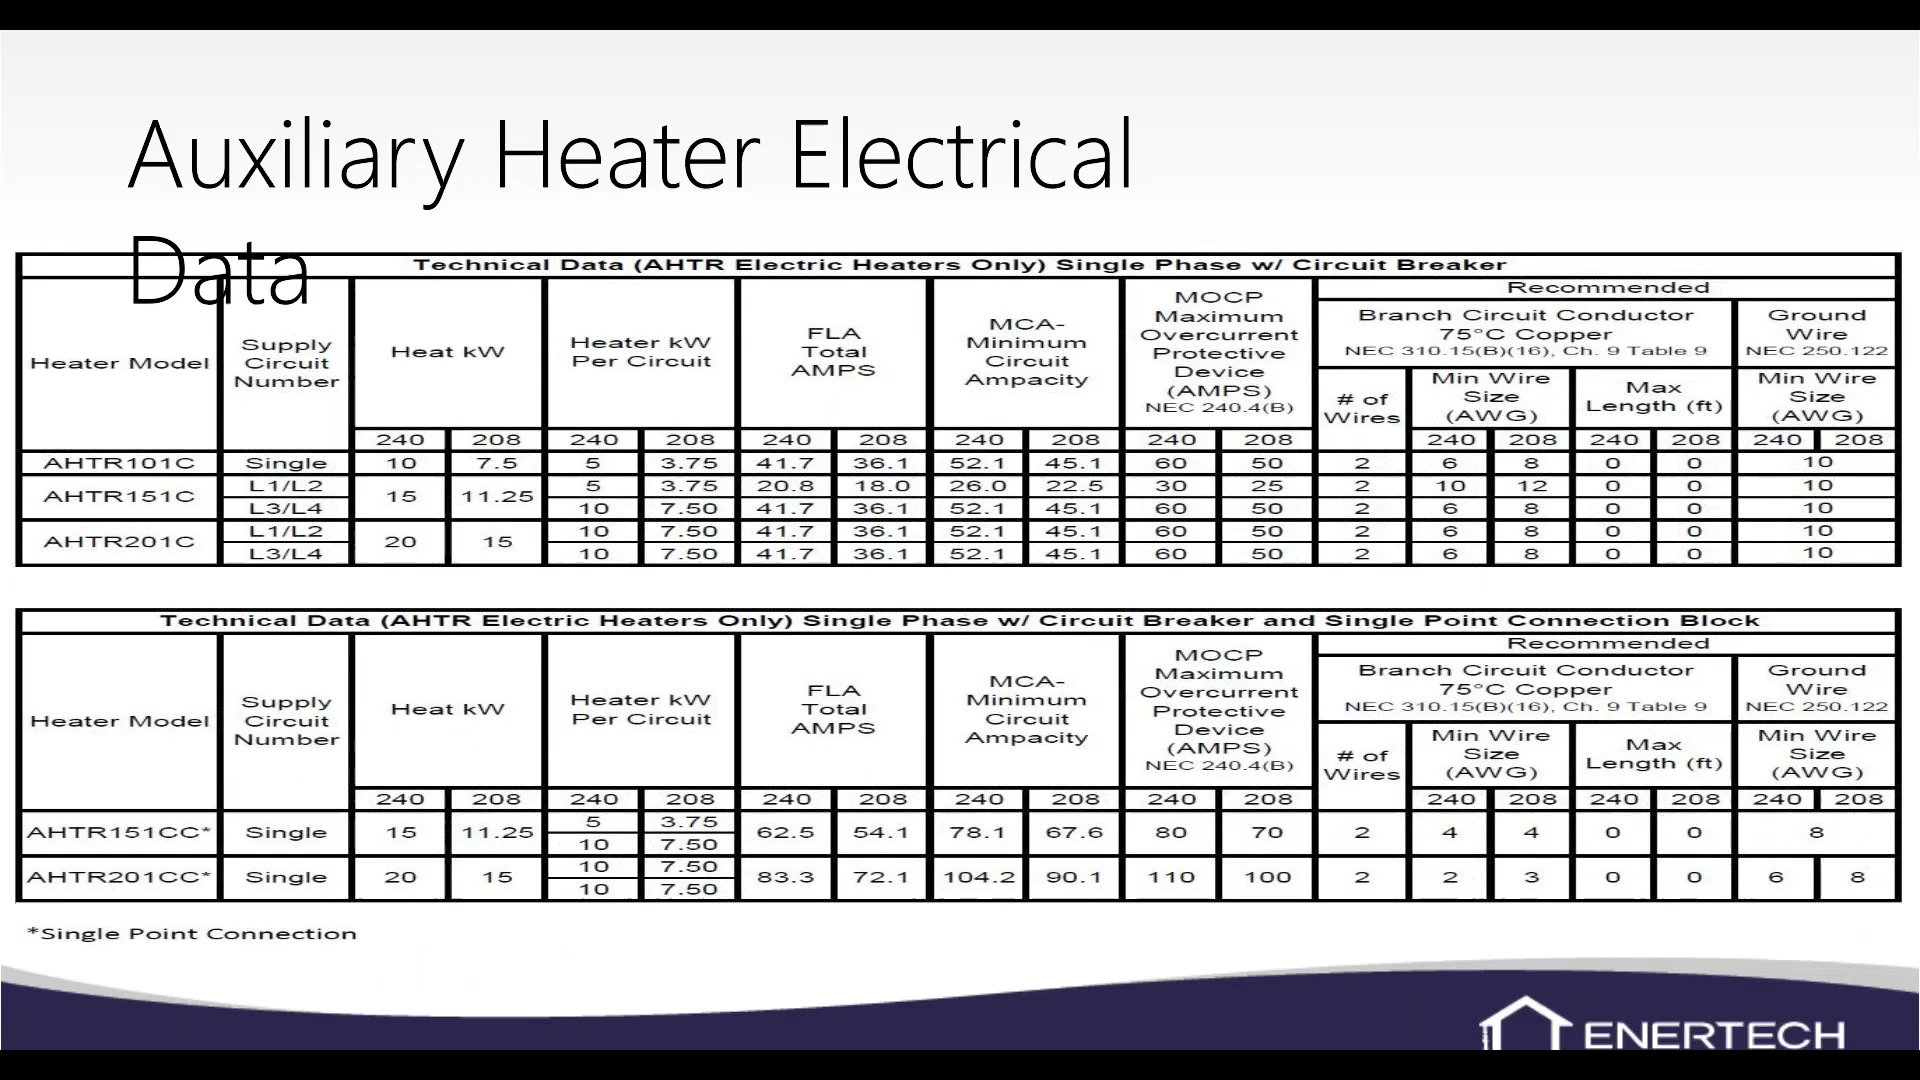 Auxiliary Heater Electrical
Data
Technical Data (AHTR Electric Heaters Only) Single Phase w/ Circuit Breaker
Heater Model
Supply
Circuit
Number
Heat kW
Heater kW
Per Circuit
FLA
Total
AMPS
MCA-
Minimum
Circuit
Ampacity
MOCP
Maximum
Overcurrent
Protective
Device
(AMPS)
NEC 240.4(B)
Recommended
Branch Circuit Conductor
75°C Copper
NEC 310.15(B)(16), Ch. 9 Table 9
Ground
Wire
NEC 250.122
# of
Wires
Min Wire
Size
(AWG)
Max
Length (ft)
Min Wire
Size
(AWG)
240 208 240 208 240 208 240 208 240 208 240 208 240 208 240 208
AHTR101C Single 10 7.5 5 3.75 41.7 36.1 52.1 45.1 60 50 2 6 8 0 0 10
AHTR151C 15 11.25
L1/L2 5 3.75 20.8 18.0 26.0 22.5 30 25 2 10 12 0 0 10
L3/L4 10 7.50 41.7 36.1 52.1 45.1 60 50 2 6 8 0 0 10
AHTR201C 20 15
L1/L2 10 7.50 41.7 36.1 52.1 45.1 60 50 2 6 8 0 0 10
L3/L4 10 7.50 41.7 36.1 52.1 45.1 60 50 2 6 8 0 0 10
Technical Data (AHTR Electric Heaters Only) Single Phase w/ Circuit Breaker and Single Point Connection Block
Heater Model
Supply
Circuit
Number
Heat kW
Heater kW
Per Circuit
FLA
Total
AMPS
MCA-
Minimum
Circuit
Ampacity
MOCP
Maximum
Overcurrent
Protective
Device
(AMPS)
NEC 240.4(B)
Recommended
Branch Circuit Conductor
75°C Copper
NEC 310.15(B)(16), Ch. 9 Table 9
Ground
Wire
NEC 250.122
# of
Wires
Min Wire
Size
(AWG)
Max
Length (ft)
Min Wire
Size
(AWG)
240 208 240 208 240 208 240 208 240 208 240 208 240 208 240 208
AHTR151CC* Single 15 11.25 5 3.75 62.5 54.1 78.1 67.6 80 70 2 4 4 0 0 8
10 7.50
AHTR201CC* Single 20 15 10 7.50 83.3 72.1 104.2 90.1 110 100 2 2 3 0 0 6 8
10 7.50
*Single Point Connection
ENERTECH